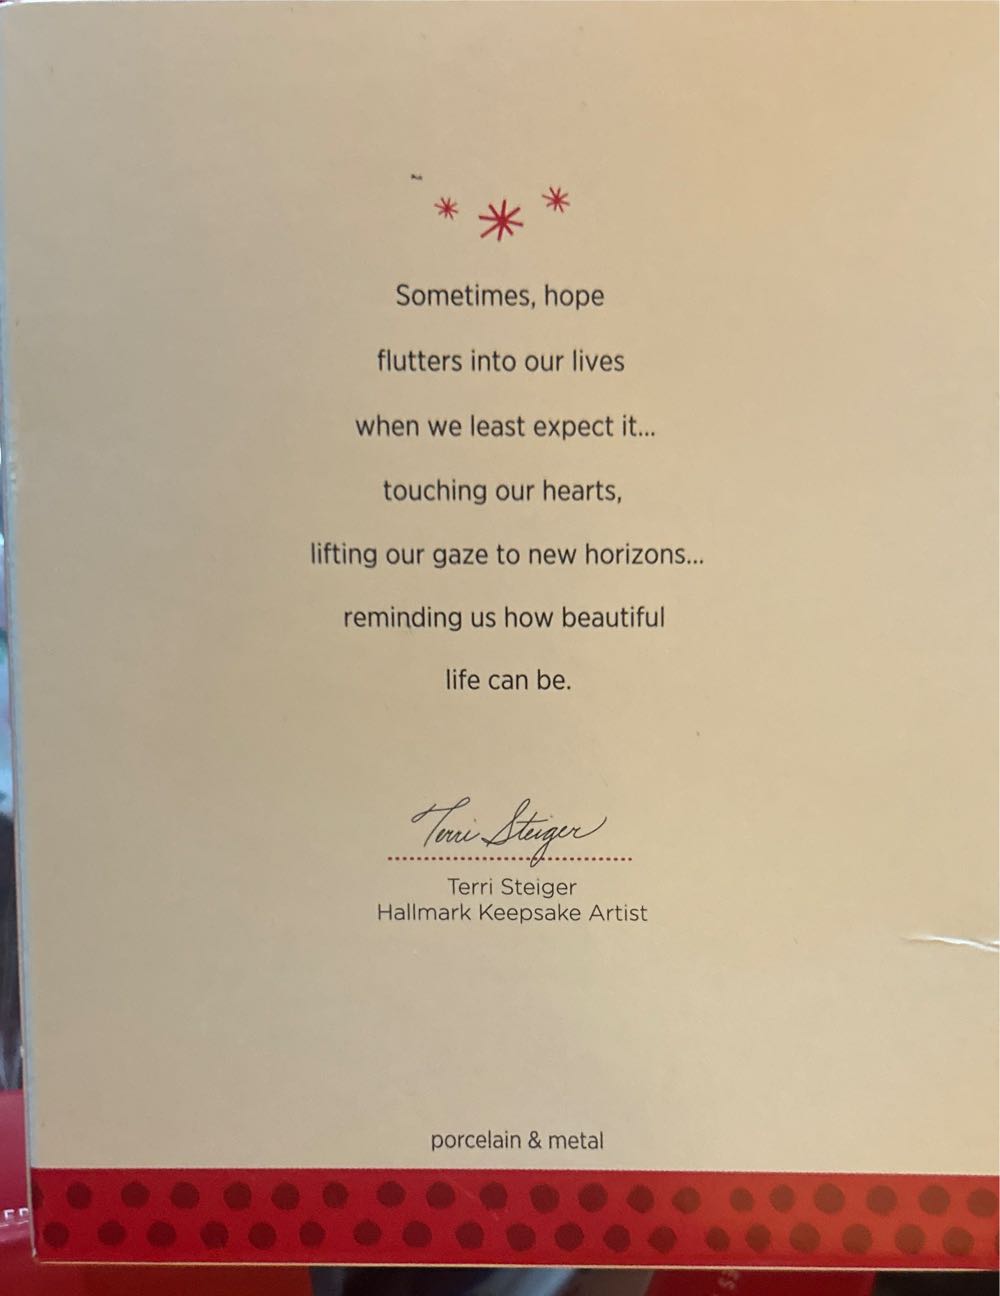 Sometimes, hope
flutters into our lives
when we least expect it...
touching our hearts,
lifting our gaze to new horizons...
reminding us how beautiful
life can be.
Terri Steiger
Terri Steiger
Hallmark Keepsake Artist
porcelain & metal